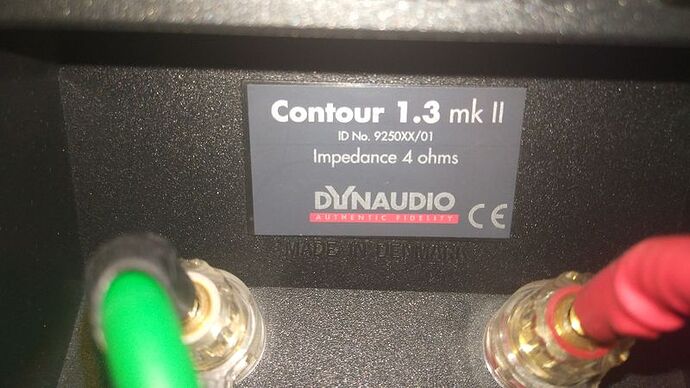 Contour 1.3 mk II
ID No. 9250XX/01
Impedance 4 ohms
DYNAUDIO
AUTHENTIC FIDELITY
CE
MADE IN DENMARK